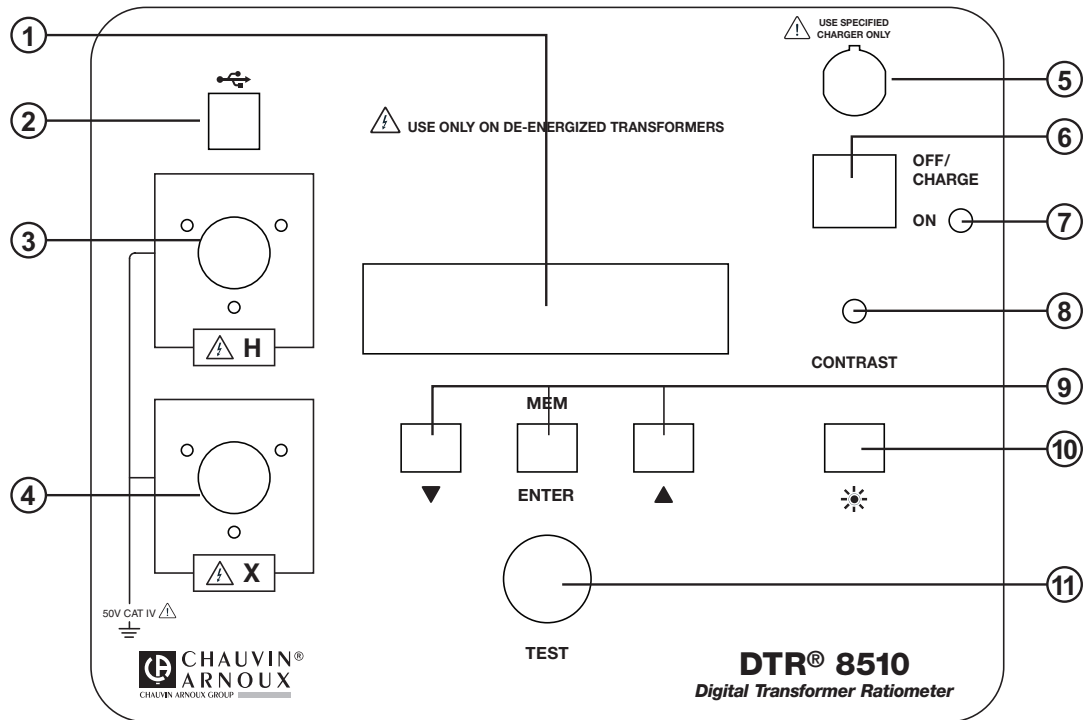 1
USE SPECIFIED
CHARGER ONLY
2
5
USE ONLY ON DE-ENERGIZED TRANSFORMERS
6
OFF/
CHARGE
ON
7
3
8
H
CONTRAST
9
MEM
10
4
▼
ENTER
▲
X
11
50V CAT IV
TEST
CHAUVIN®
ARNOUX
CHAUVIN ARNOUX GROUP
DTR® 8510
Digital Transformer Ratiometer